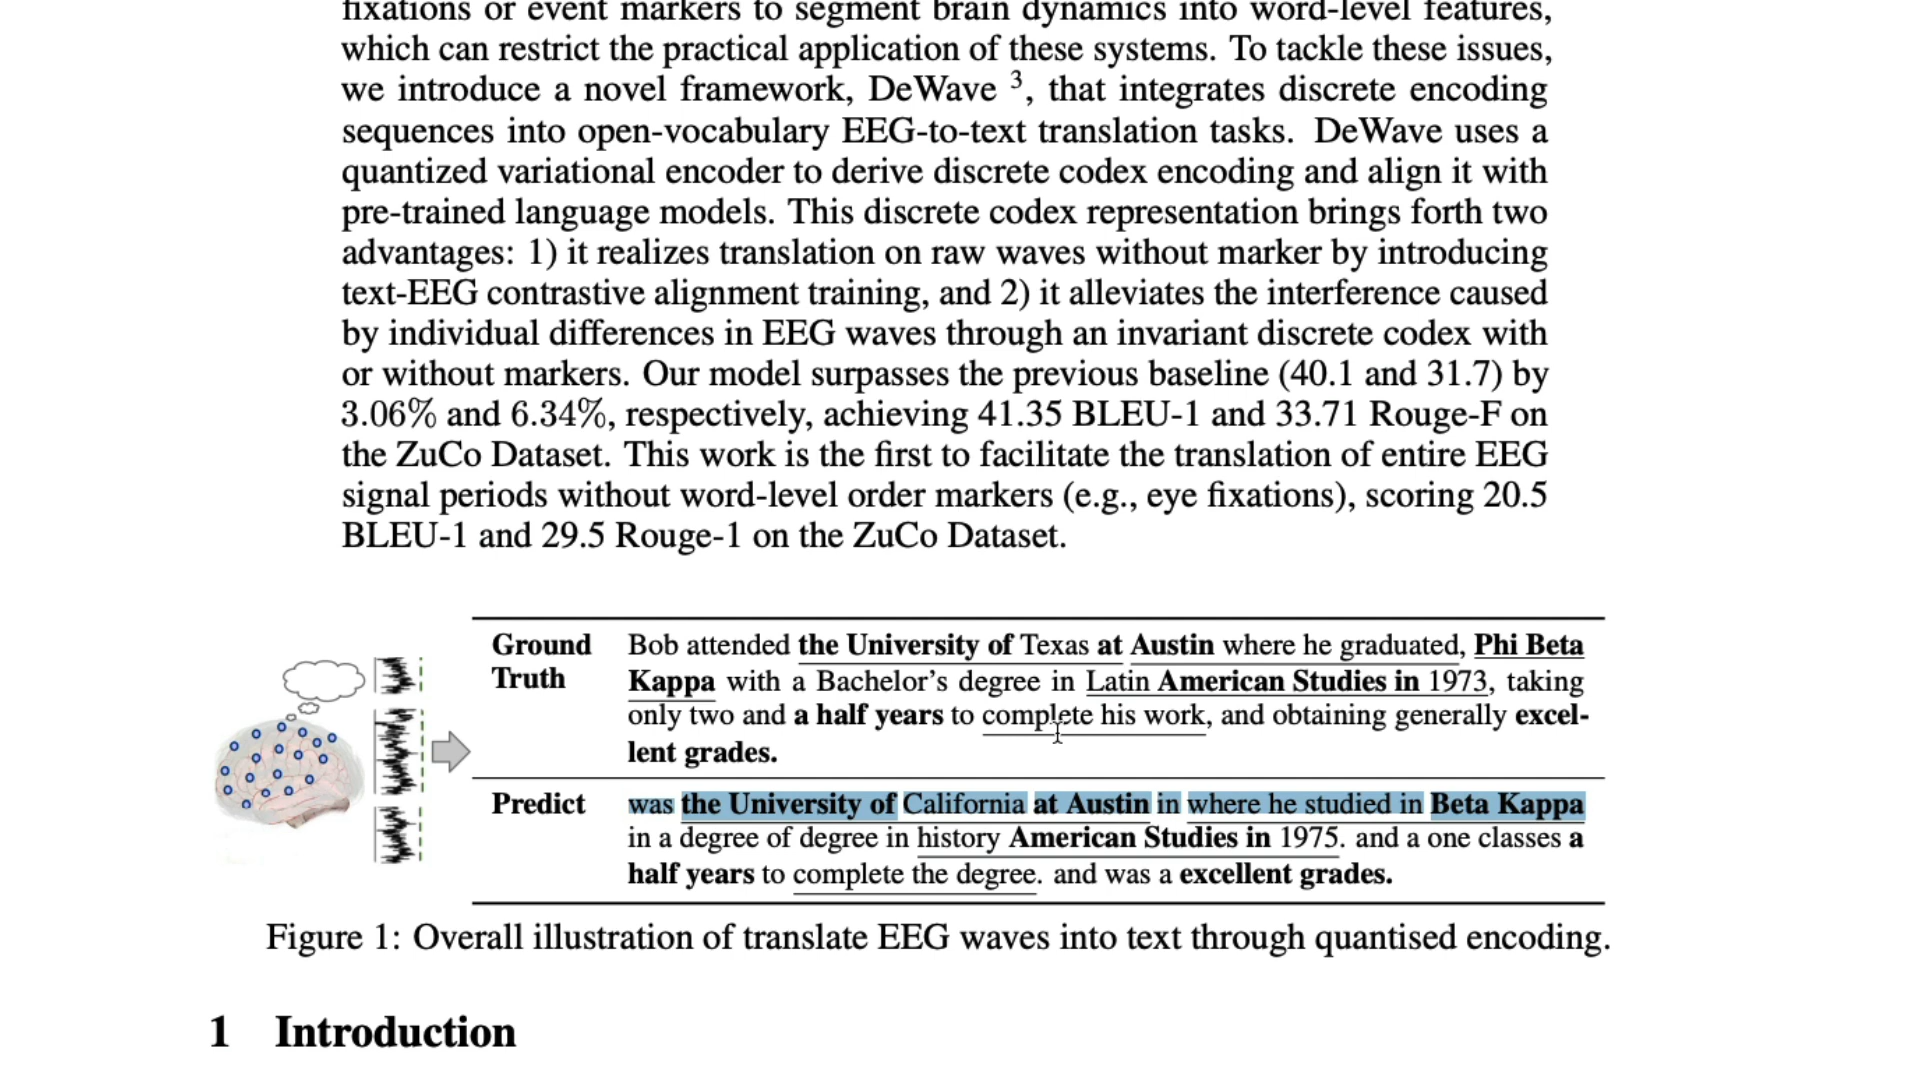 fixations or event markers to segment brain dynamics into word-level features,
which can restrict the practical application of these systems. To tackle these issues,
we introduce a novel framework, DeWave 3, that integrates discrete encoding
sequences into open-vocabulary EEG-to-text translation tasks. DeWave uses a
quantized variational encoder to derive discrete codex encoding and align it with
pre-trained language models. This discrete codex representation brings forth two
advantages: 1) it realizes translation on raw waves without marker by introducing
text-EEG contrastive alignment training, and 2) it alleviates the interference caused
by individual differences in EEG waves through an invariant discrete codex with
or without markers. Our model surpasses the previous baseline (40.1 and 31.7) by
3.06% and 6.34%, respectively, achieving 41.35 BLEU-1 and 33.71 Rouge-F on
the ZuCo Dataset. This work is the first to facilitate the translation of entire EEG
signal periods without word-level order markers (e.g., eye fixations), scoring 20.5
BLEU-1 and 29.5 Rouge-1 on the ZuCo Dataset.
Ground Truth
Bob attended the University of Texas at Austin where he graduated, Phi Beta
Kappa with a Bachelor's degree in Latin American Studies in 1973, taking
only two and a half years to complete his work, and obtaining generally excel-
lent grades.
Predict
was the University of California at Austin in where he studied in Beta Kappa
in a degree of degree in history American Studies in 1975. and a one classes a
half years to complete the degree. and was a excellent grades.
Figure 1: Overall illustration of translate EEG waves into text through quantised encoding.
1 Introduction